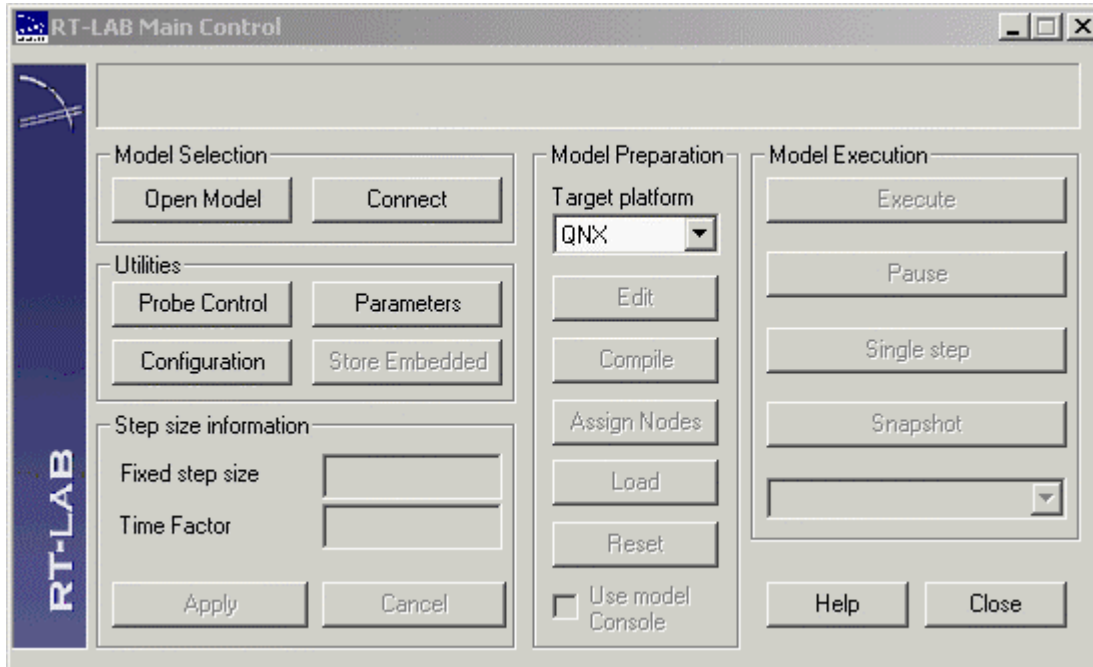 RT-LAB Main Control
Model Selection
Open Model
Connect
Utilities
Probe Control
Parameters
Configuration
Store Embedded
Step size information
Fixed step size
Time Factor
Apply
Cancel
Model Preparation
Target platform
QNX
Edit
Compile
Assign Nodes
Load
Reset
Use model
Console
Model Execution
Execute
Pause
Single step
Snapshot
Help
Close
RT-LAB